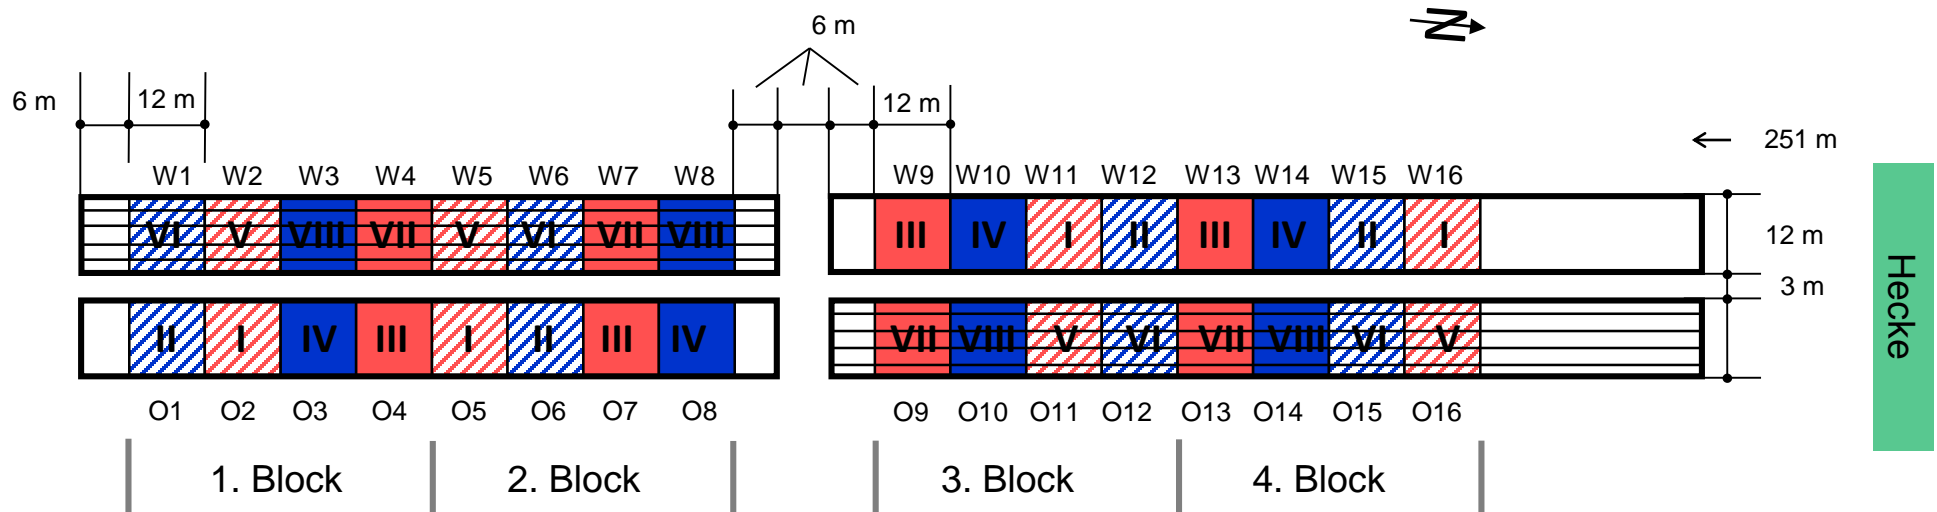 6 m
N
6 m 12 m 12 m
251 m
W1 W2 W3 W4 W5 W6 W7 W8 W9 W10 W11 W12 W13 W14 W15 W16
VI V VIII VII V VI VII VIII III IV I II III IV II I
12 m
3 m
Hecke
II I IV III I II III IV VII VIII V VI VII VIII VI V
O1 O2 O3 O4 O5 O6 O7 O8 O9 O10 O11 O12 O13 O14 O15 O16
1. Block 2. Block 3. Block 4. Block